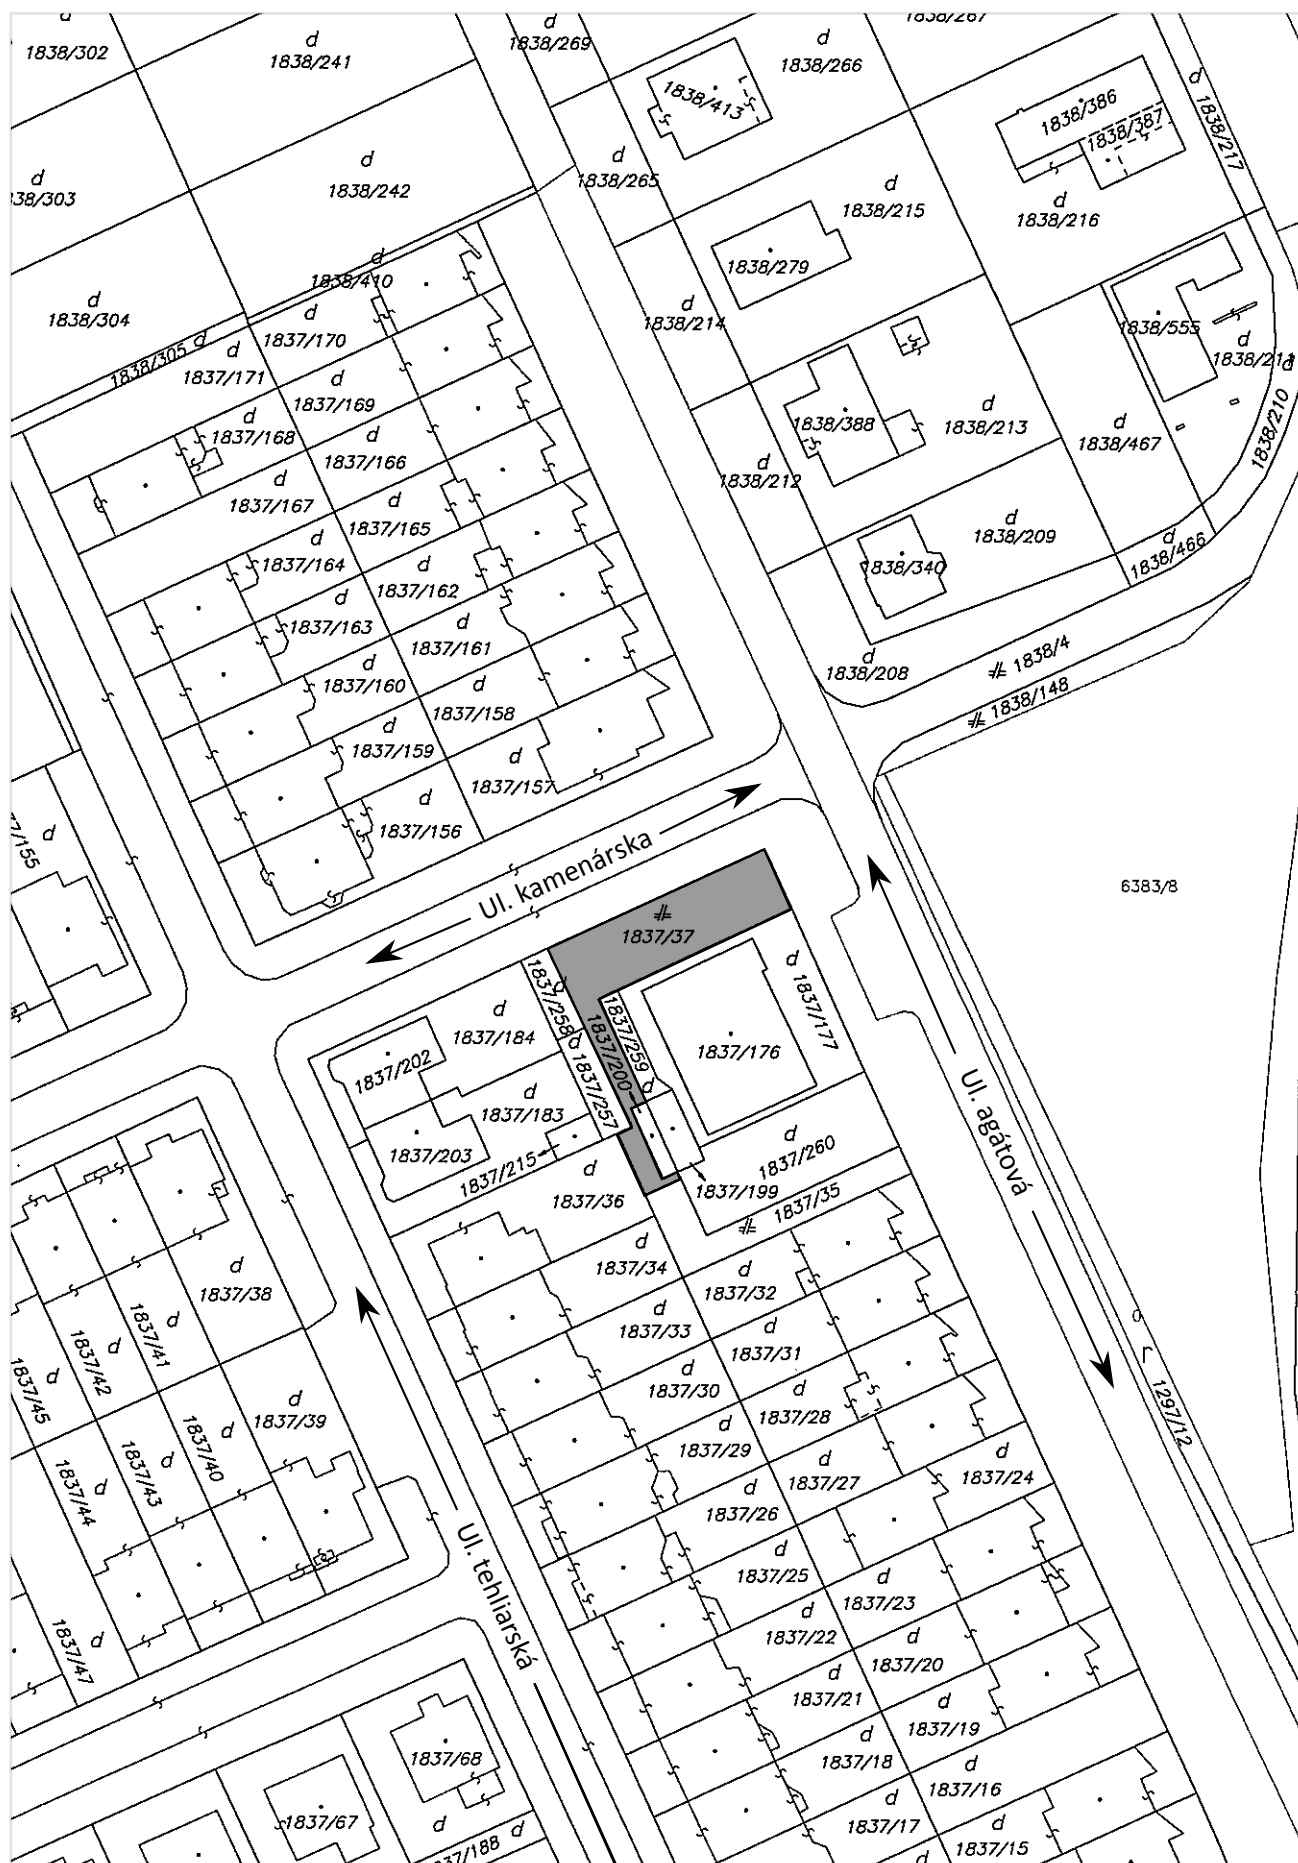 d
1838/302
d
1838/241
d
1838/269
d
1838/266
1838/267
1838/413
1838/386
1838/387
d
1838/217
d
38/303
d
1838/242
d
1838/265
d
1838/215
d
1838/216
1838/279
d
1838/304
d
1838/410
d
1838/214
1838/555
d
1838/211
d
1838/210
d
1838/305
d
1837/170
d
1837/171
d
1837/169
d
1837/168
d
1837/166
1838/388
d
1838/213
d
1838/467
d
1838/212
d
1837/167
d
1837/165
d
1838/209
d
1838/466
d
1837/164
d
1837/162
1838/340
d
1837/163
d
1837/161
d
1838/208
1838/4
1838/148
d
1837/160
d
1837/158
d
1837/159
d
1837/157
d
1837/156
d
7/155
Ul. kamenárska
6383/8
1837/37
d
1837/258
1837/200
1837/259
d
d
1837/177
d
1837/184
1837/202
1837/176
d
1837/257
d
1837/183
1837/203
1837/215
d
1837/36
d
1837/260
1837/199
1837/35
Ul. agátová
d
1837/38
d
1837/34
d
1837/32
d
1837/33
d
1837/31
d
1837/41
d
1837/42
d
1837/45
d
1837/30
d
1837/28
d
1837/39
d
1837/40
d
1837/43
d
1837/44
d
1837/29
d
1837/27
d
1837/24
1297/12
d
1837/26
d
1837/25
d
1837/23
Ul. tehliarská
d
1837/22
d
1837/20
d
1837/47
d
1837/21
d
1837/19
d
1837/18
d
1837/16
1837/68
1837/67
d
d
37/188
d
1837/17
d
1837/15
d